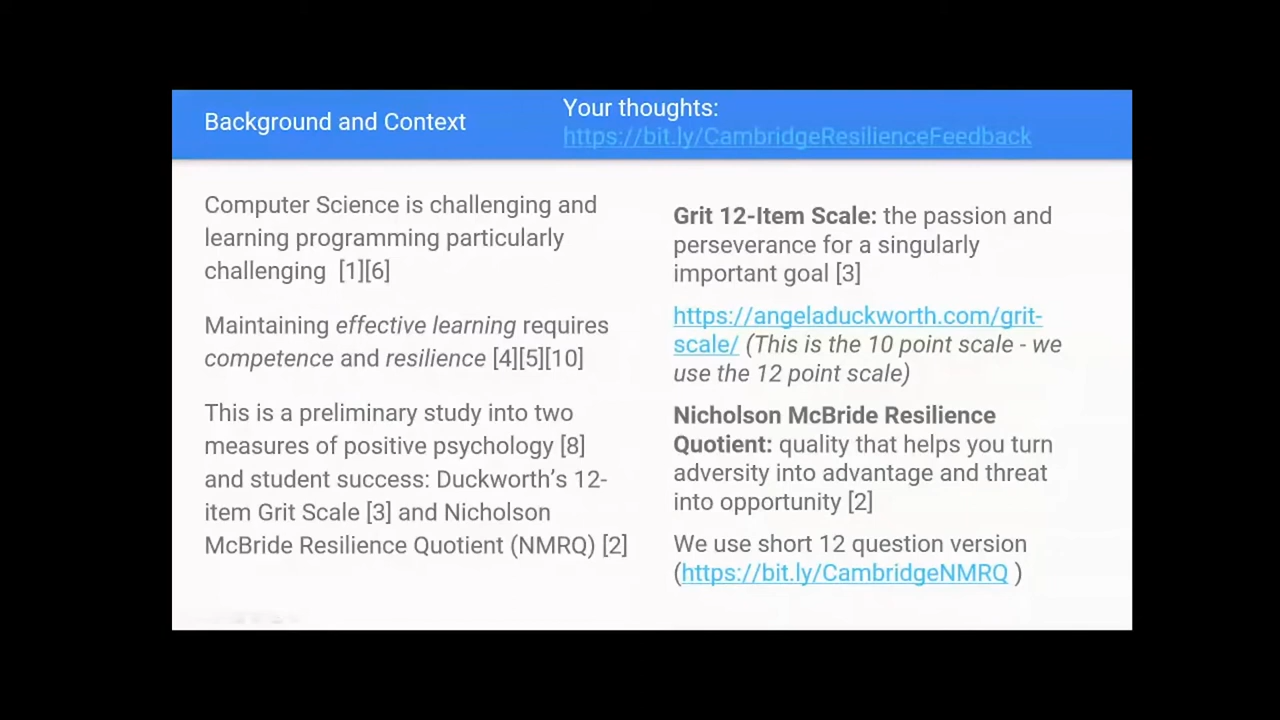 Background and Context
Your thoughts:
https://bit.ly/CambridgeResilienceFeedback
Computer Science is challenging and
learning programming particularly
challenging [1][6]
Maintaining effective learning requires
competence and resilience [4][5][10]
This is a preliminary study into two
measures of positive psychology [8]
and student success: Duckworth's 12-
item Grit Scale [3] and Nicholson
McBride Resilience Quotient (NMRQ) [2]
Grit 12-Item Scale: the passion and
perseverance for a singularly
important goal [3]
https://angeladuckworth.com/grit-
scale/ (This is the 10 point scale - we
use the 12 point scale)
Nicholson McBride Resilience
Quotient: quality that helps you turn
adversity into advantage and threat
into opportunity [2]
We use short 12 question version
(https://bit.ly/CambridgeNMRQ )